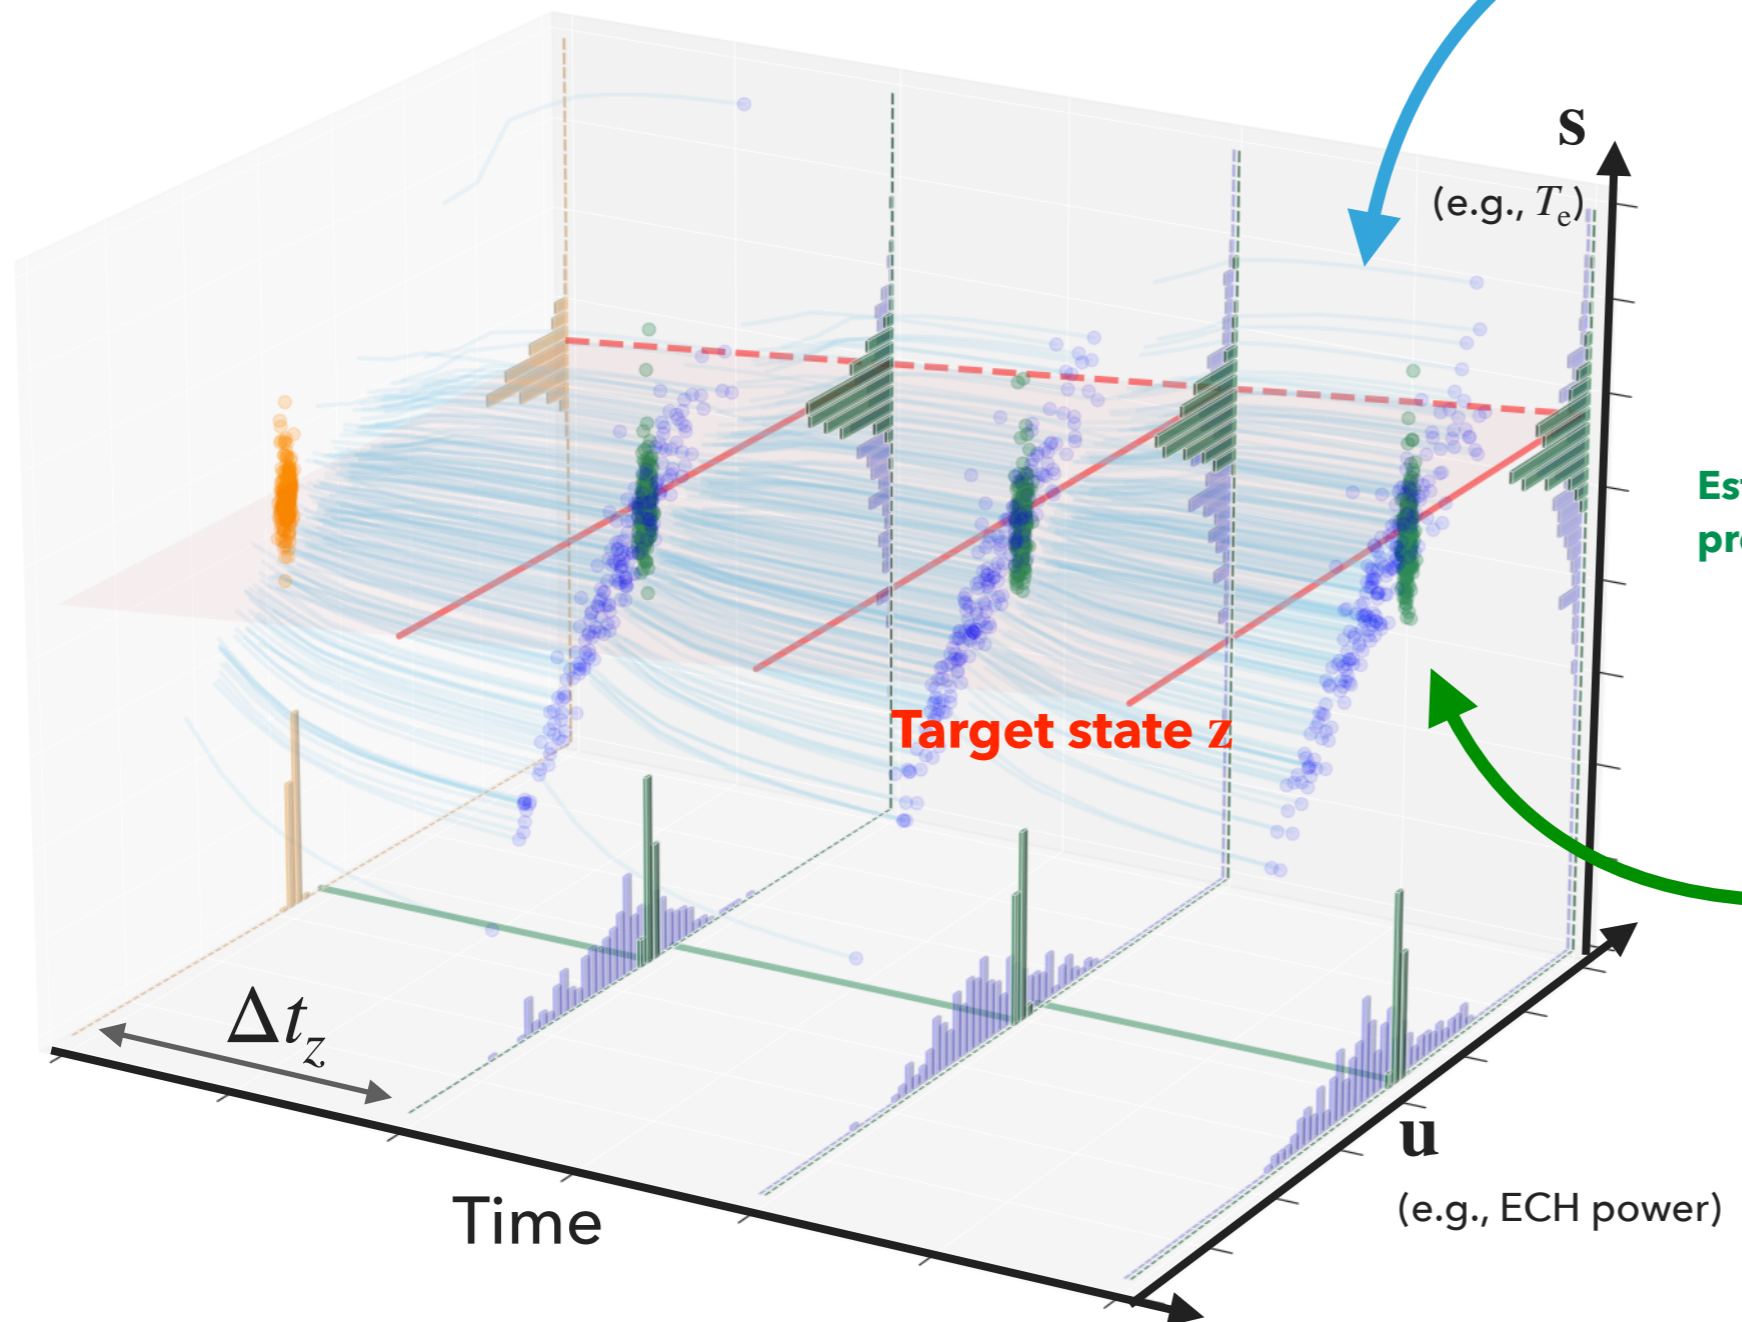 s
(e.g., Te)
Target state z
Δtz
Time
u
(e.g., ECH power)